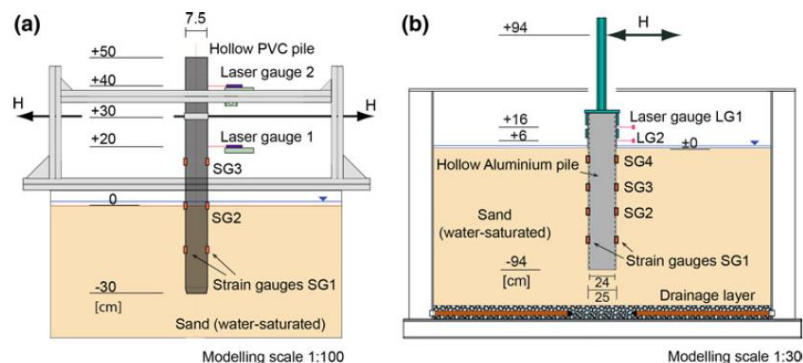 (a)
7.5
+50
Hollow PVC pile
+40
Laser gauge 2
H
+30
H
+20
Laser gauge 1
SG3
0
SG2
-30
[cm]
Strain gauges SG1
Sand (water-saturated)
Modelling scale 1:100
(b)
+94
H
+16
Laser gauge LG1
+6
LG2
±0
Hollow Aluminium pile
SG4
SG3
Sand
(water-saturated)
SG2
Strain gauges SG1
-94
[cm]
24
25
Drainage layer
Modelling scale 1:30